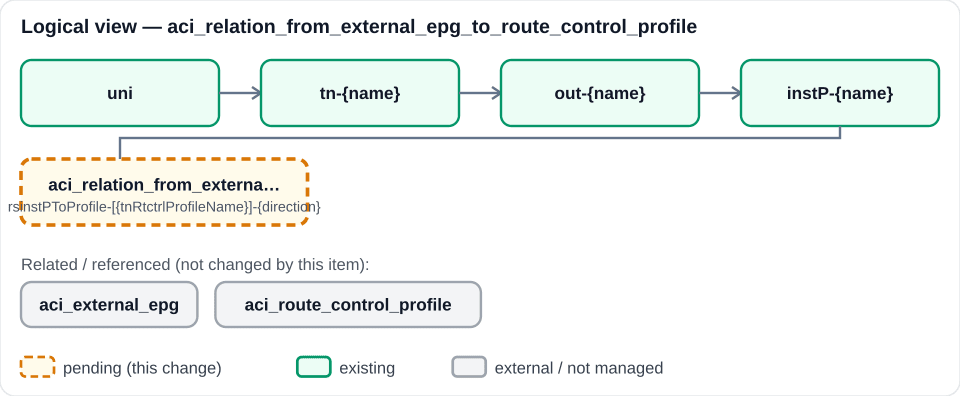 Logical view — aci_relation_from_external_epg_to_route_control_profile
uni
tn-{name}
out-{name}
instP-{name}
aci_relation_from_externa…
rsInstPToProfile-[{tnRtctrlProfileName}]-{direction}
Related / referenced (not changed by this item):
aci_external_epg
aci_route_control_profile
pending (this change)
existing
external / not managed